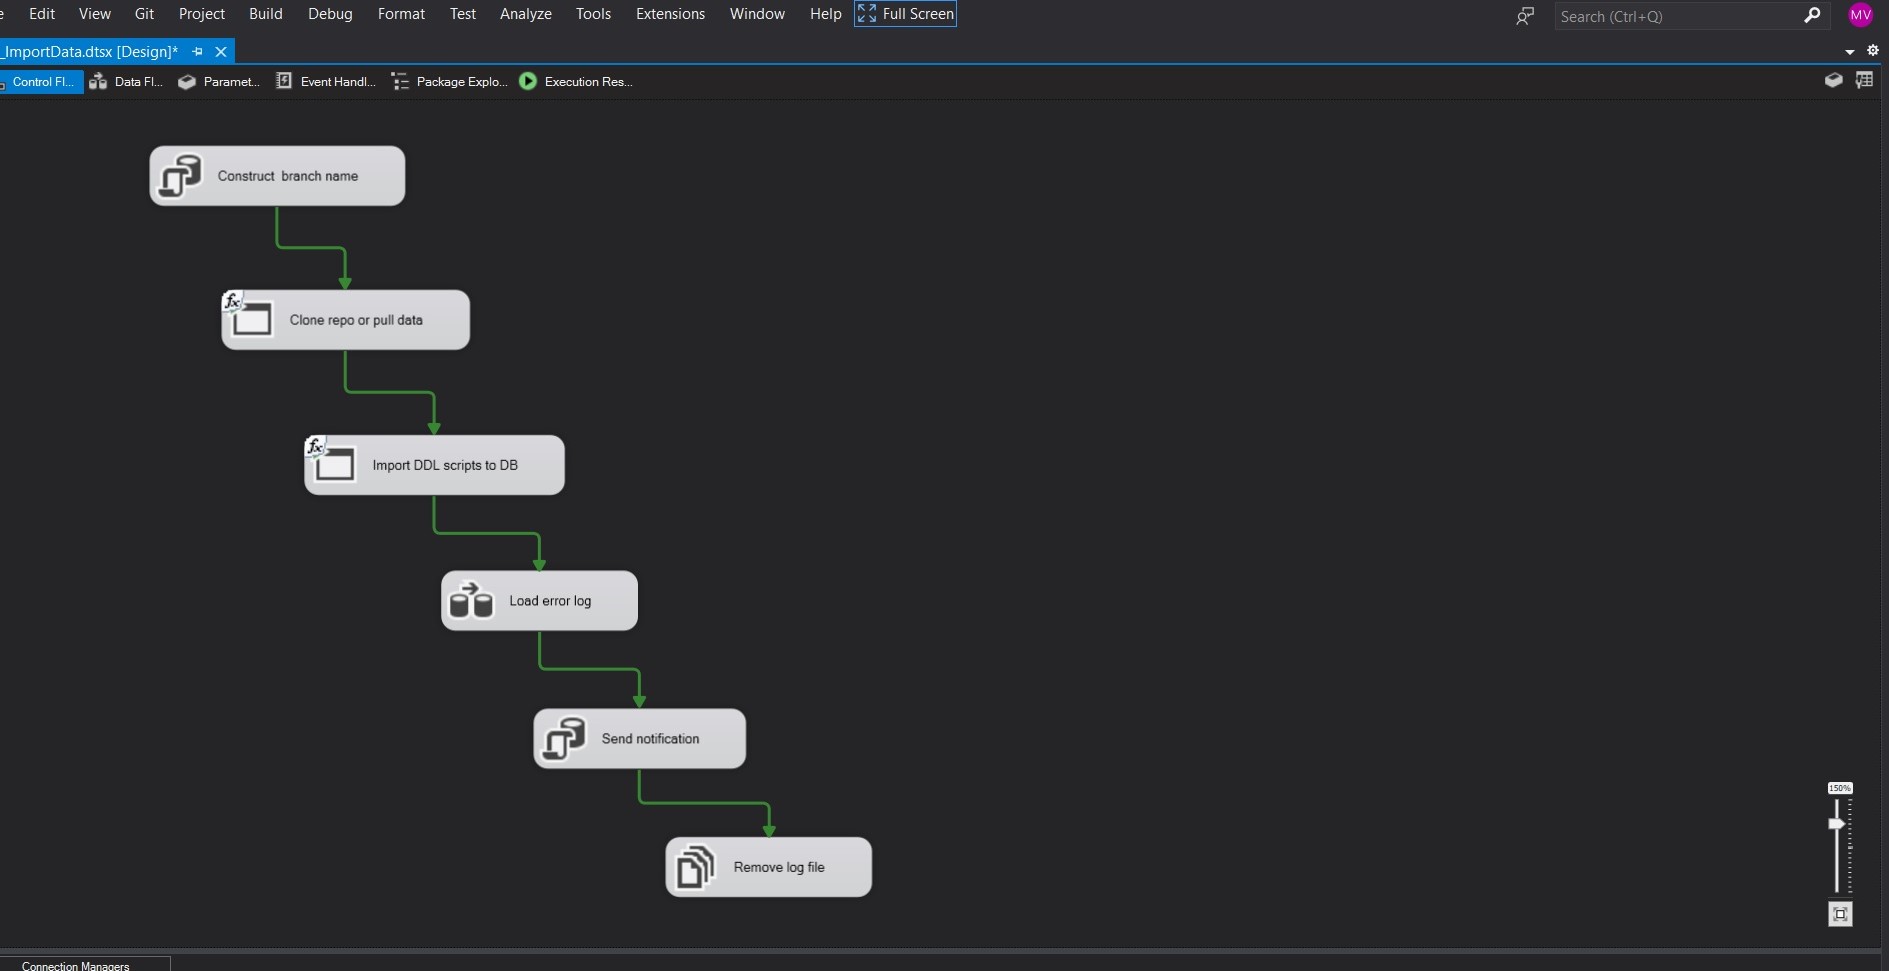 e Edit View Git Project Build Debug Format Test Analyze Tools Extensions Window Help Full Screen Search (Ctrl+Q) MV
_ImportData.dtsx [Design]*
Control Fl... Data Fl... Paramet... Event Handl... Package Explo... Execution Res...
Construct branch name
fx
Clone repo or pull data
fx
Import DDL scripts to DB
Load error log
Send notification
150%
Remove log file
Connection Managers